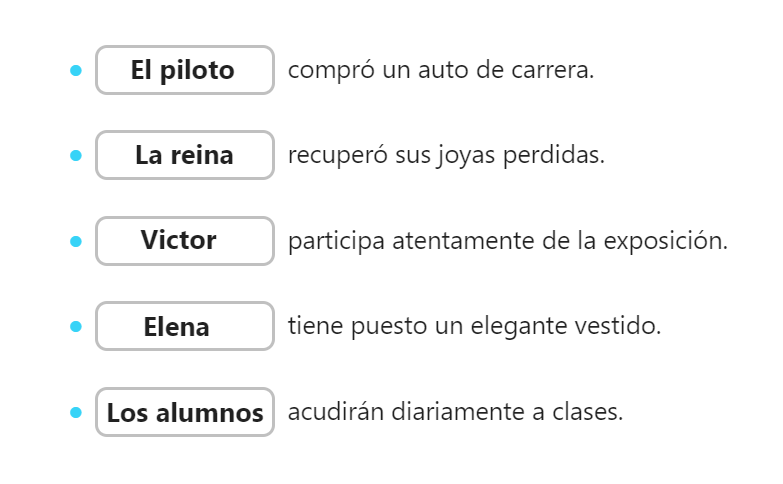 El piloto compró un auto de carrera.
La reina recuperó sus joyas perdidas.
Victor participa atentamente de la exposición.
Elena tiene puesto un elegante vestido.
Los alumnos acudirán diariamente a clases.